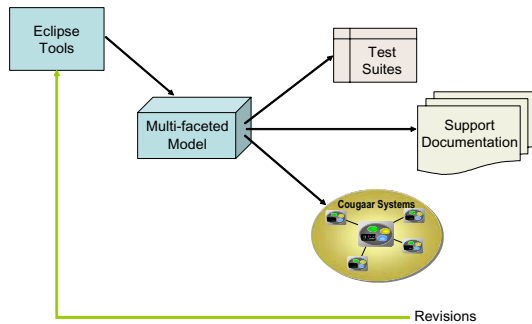 Eclipse
Tools
Test
Suites
Multi-faceted
Model
Support
Documentation
Cougaar Systems
Revisions